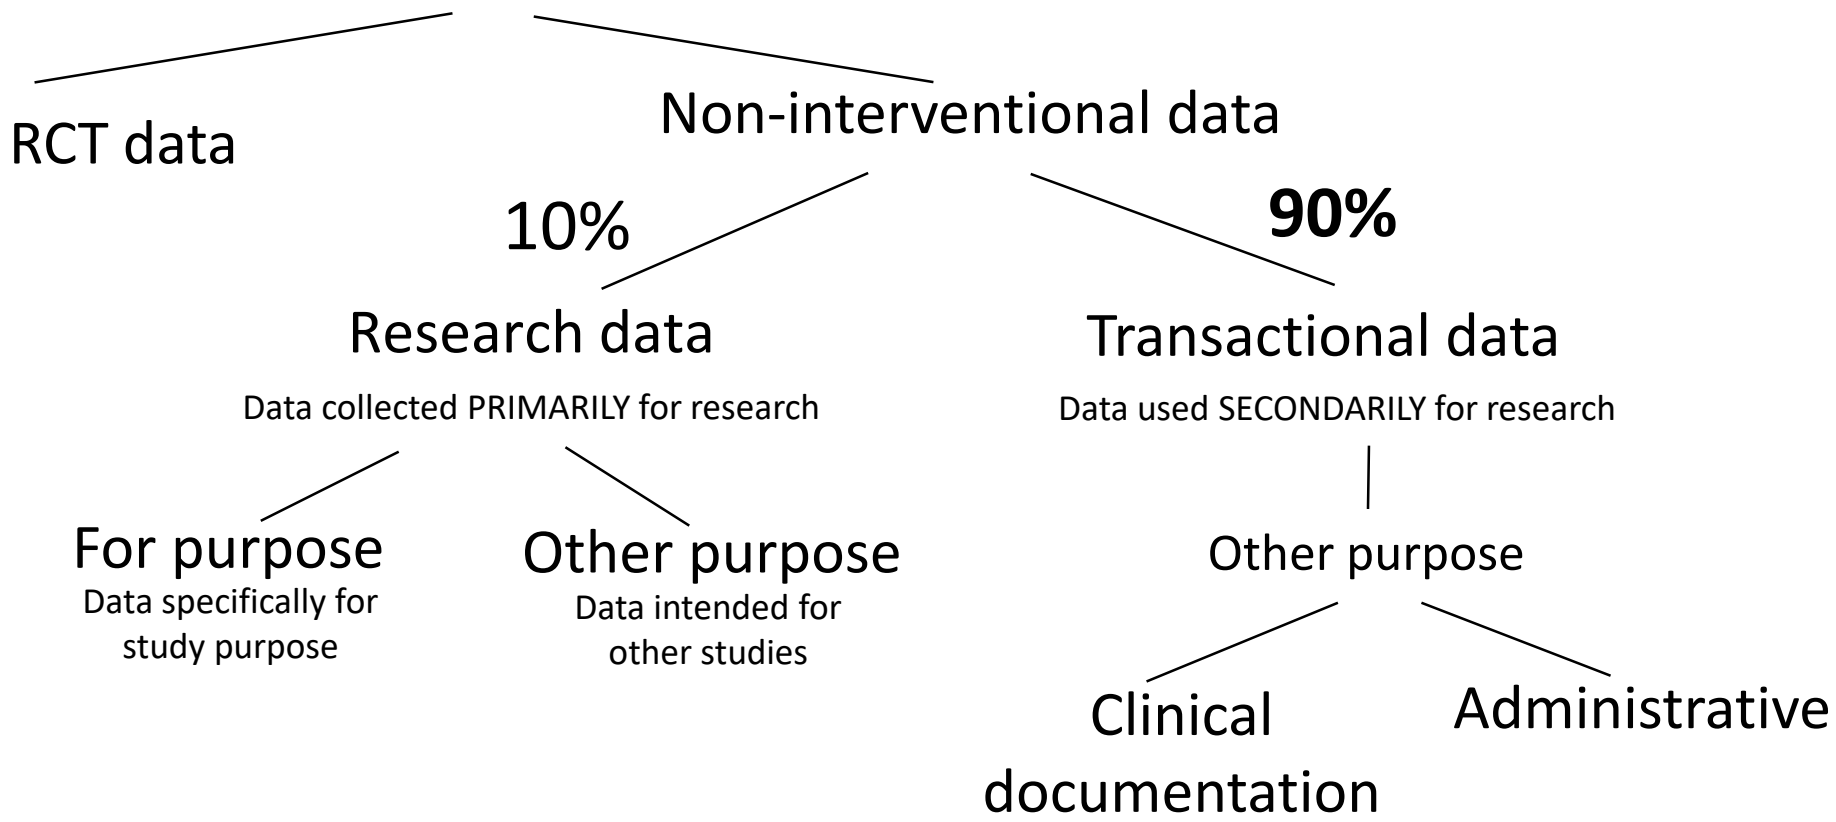 Non-interventional data
RCT data
10%
90%
Research data
Transactional data
Data collected PRIMARILY for research
Data used SECONDARILY for research
For purpose
Data specifically for
study purpose
Other purpose
Data intended for
other studies
Other purpose
Clinical
documentation
Administrative